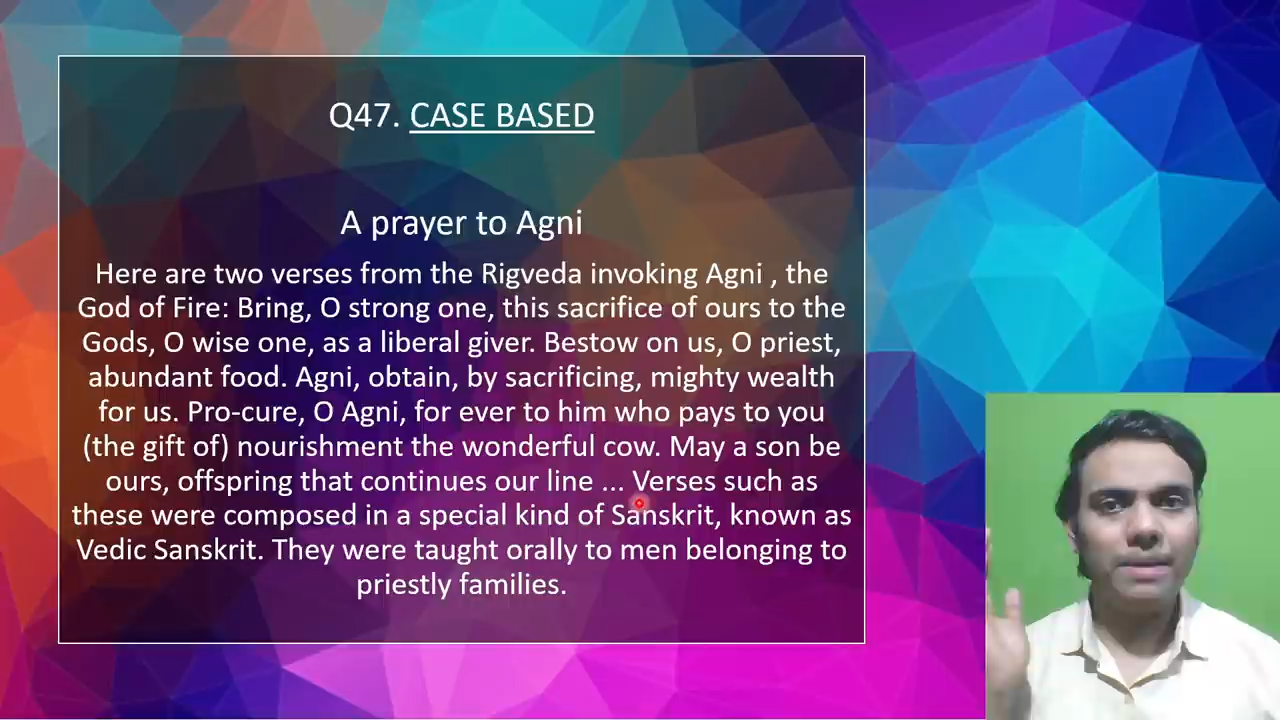 Q47. CASE BASED
A prayer to Agni
Here are two verses from the Rigveda invoking Agni , the
God of Fire: Bring, O strong one, this sacrifice of ours to the
Gods, O wise one, as a liberal giver. Bestow on us, O priest,
abundant food. Agni, obtain, by sacrificing, mighty wealth
for us. Pro-cure, O Agni, for ever to him who pays to you
(the gift of) nourishment the wonderful cow. May a son be
ours, offspring that continues our line ... Verses such as
these were composed in a special kind of Sanskrit, known as
Vedic Sanskrit. They were taught orally to men belonging to
priestly families.